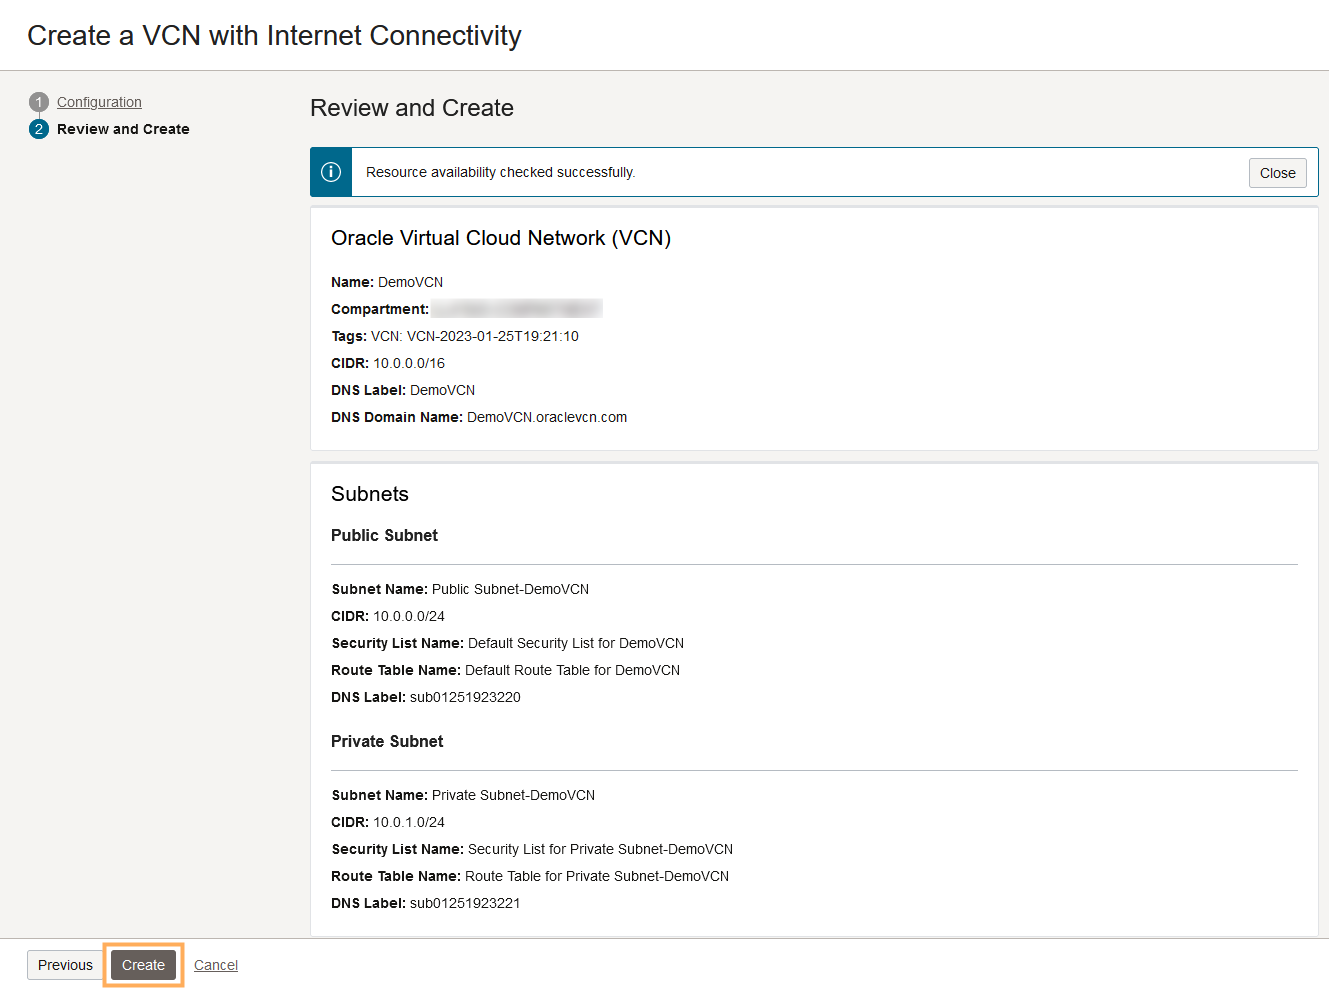 Create a VCN with Internet Connectivity
1 Configuration
2 Review and Create
Review and Create
Resource availability checked successfully.
Close
Oracle Virtual Cloud Network (VCN)
Name: DemoVCN
Compartment:
Tags: VCN: VCN-2023-01-25T19:21:10
CIDR: 10.0.0.0/16
DNS Label: DemoVCN
DNS Domain Name: DemoVCN.oraclevcn.com
Subnets
Public Subnet
Subnet Name: Public Subnet-DemoVCN
CIDR: 10.0.0.0/24
Security List Name: Default Security List for DemoVCN
Route Table Name: Default Route Table for DemoVCN
DNS Label: sub01251923220
Private Subnet
Subnet Name: Private Subnet-DemoVCN
CIDR: 10.0.1.0/24
Security List Name: Security List for Private Subnet-DemoVCN
Route Table Name: Route Table for Private Subnet-DemoVCN
DNS Label: sub01251923221
Previous Create Cancel